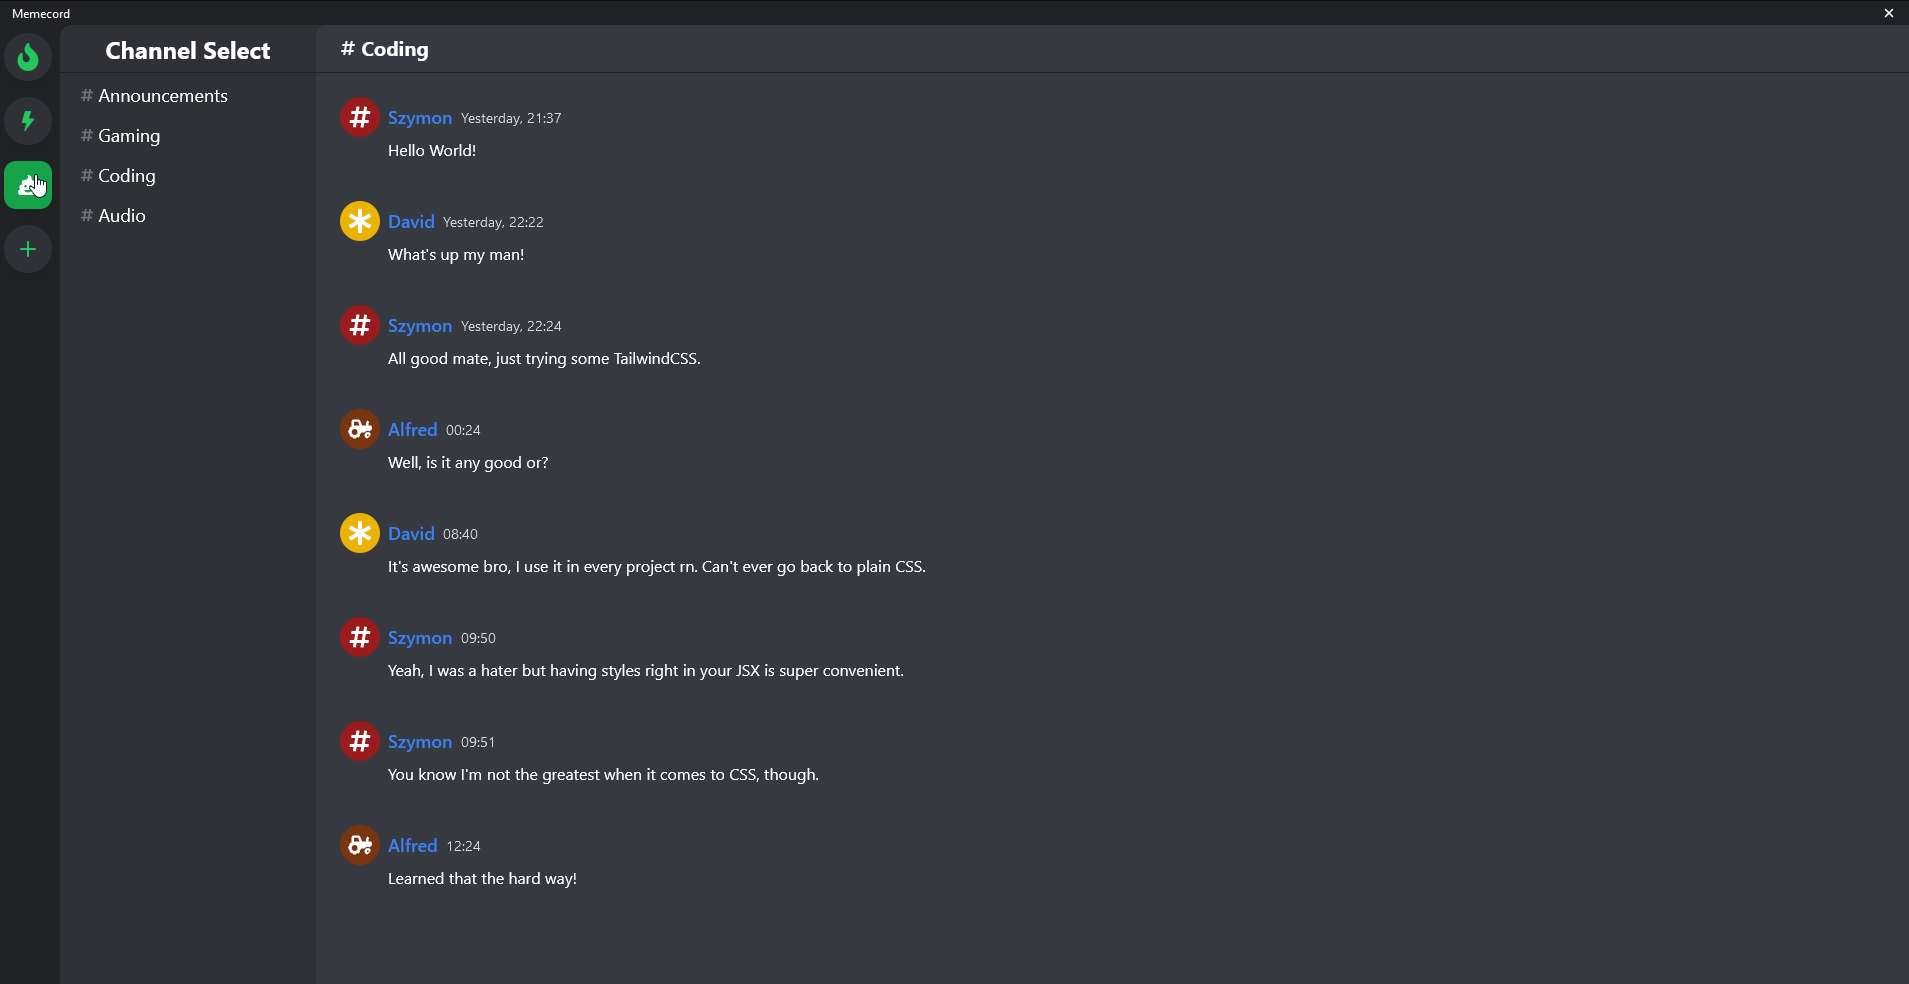 Memecord
Channel Select
# Announcements
# Gaming
# Coding
# Audio
# Coding
Szymon Yesterday, 21:37
Hello World!
David Yesterday, 22:22
What's up my man!
Szymon Yesterday, 22:24
All good mate, just trying some TailwindCSS.
Alfred 00:24
Well, is it any good or?
David 08:40
It's awesome bro, I use it in every project rn. Can't ever go back to plain CSS.
Szymon 09:50
Yeah, I was a hater but having styles right in your JSX is super convenient.
Szymon 09:51
You know I'm not the greatest when it comes to CSS, though.
Alfred 12:24
Learned that the hard way!